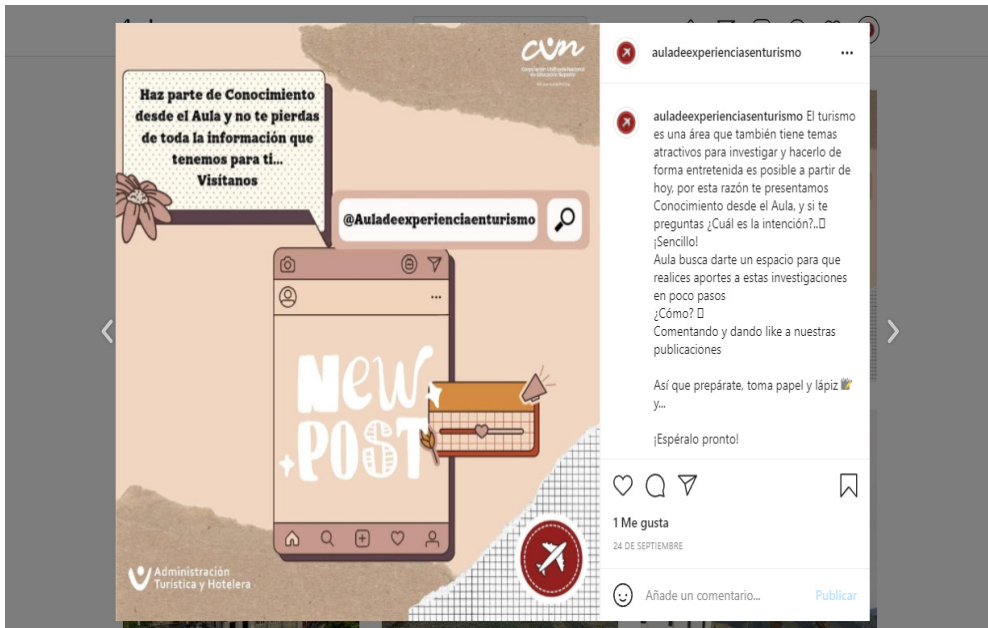 cun
Haz parte de Conocimiento
desde el Aula y no te pierdas
de toda la información que
tenemos para ti...
Visítanos
@Auladeexperienciaenturismo
NEW
POST
Administración
Turística y Hotelera
auladeexperienciasenturismo
auladeexperienciasenturismo El turismo
es una área que también tiene temas
atractivos para investigar y hacerlo de
forma entretenida es posible a partir de
hoy, por esta razón te presentamos
Conocimiento desde el Aula, y si te
preguntas ¿Cuál es la intención?..
¡Sencillo!
Aula busca darte un espacio para que
realices aportes a estas investigaciones
en poco pasos
¿Cómo?
Comentando y dando like a nuestras
publicaciones
Así que prepárate, toma papel y lápiz
y...
¡Espéralo pronto!
1 Me gusta
24 DE SEPTIEMBRE
Añade un comentario...
Publicar